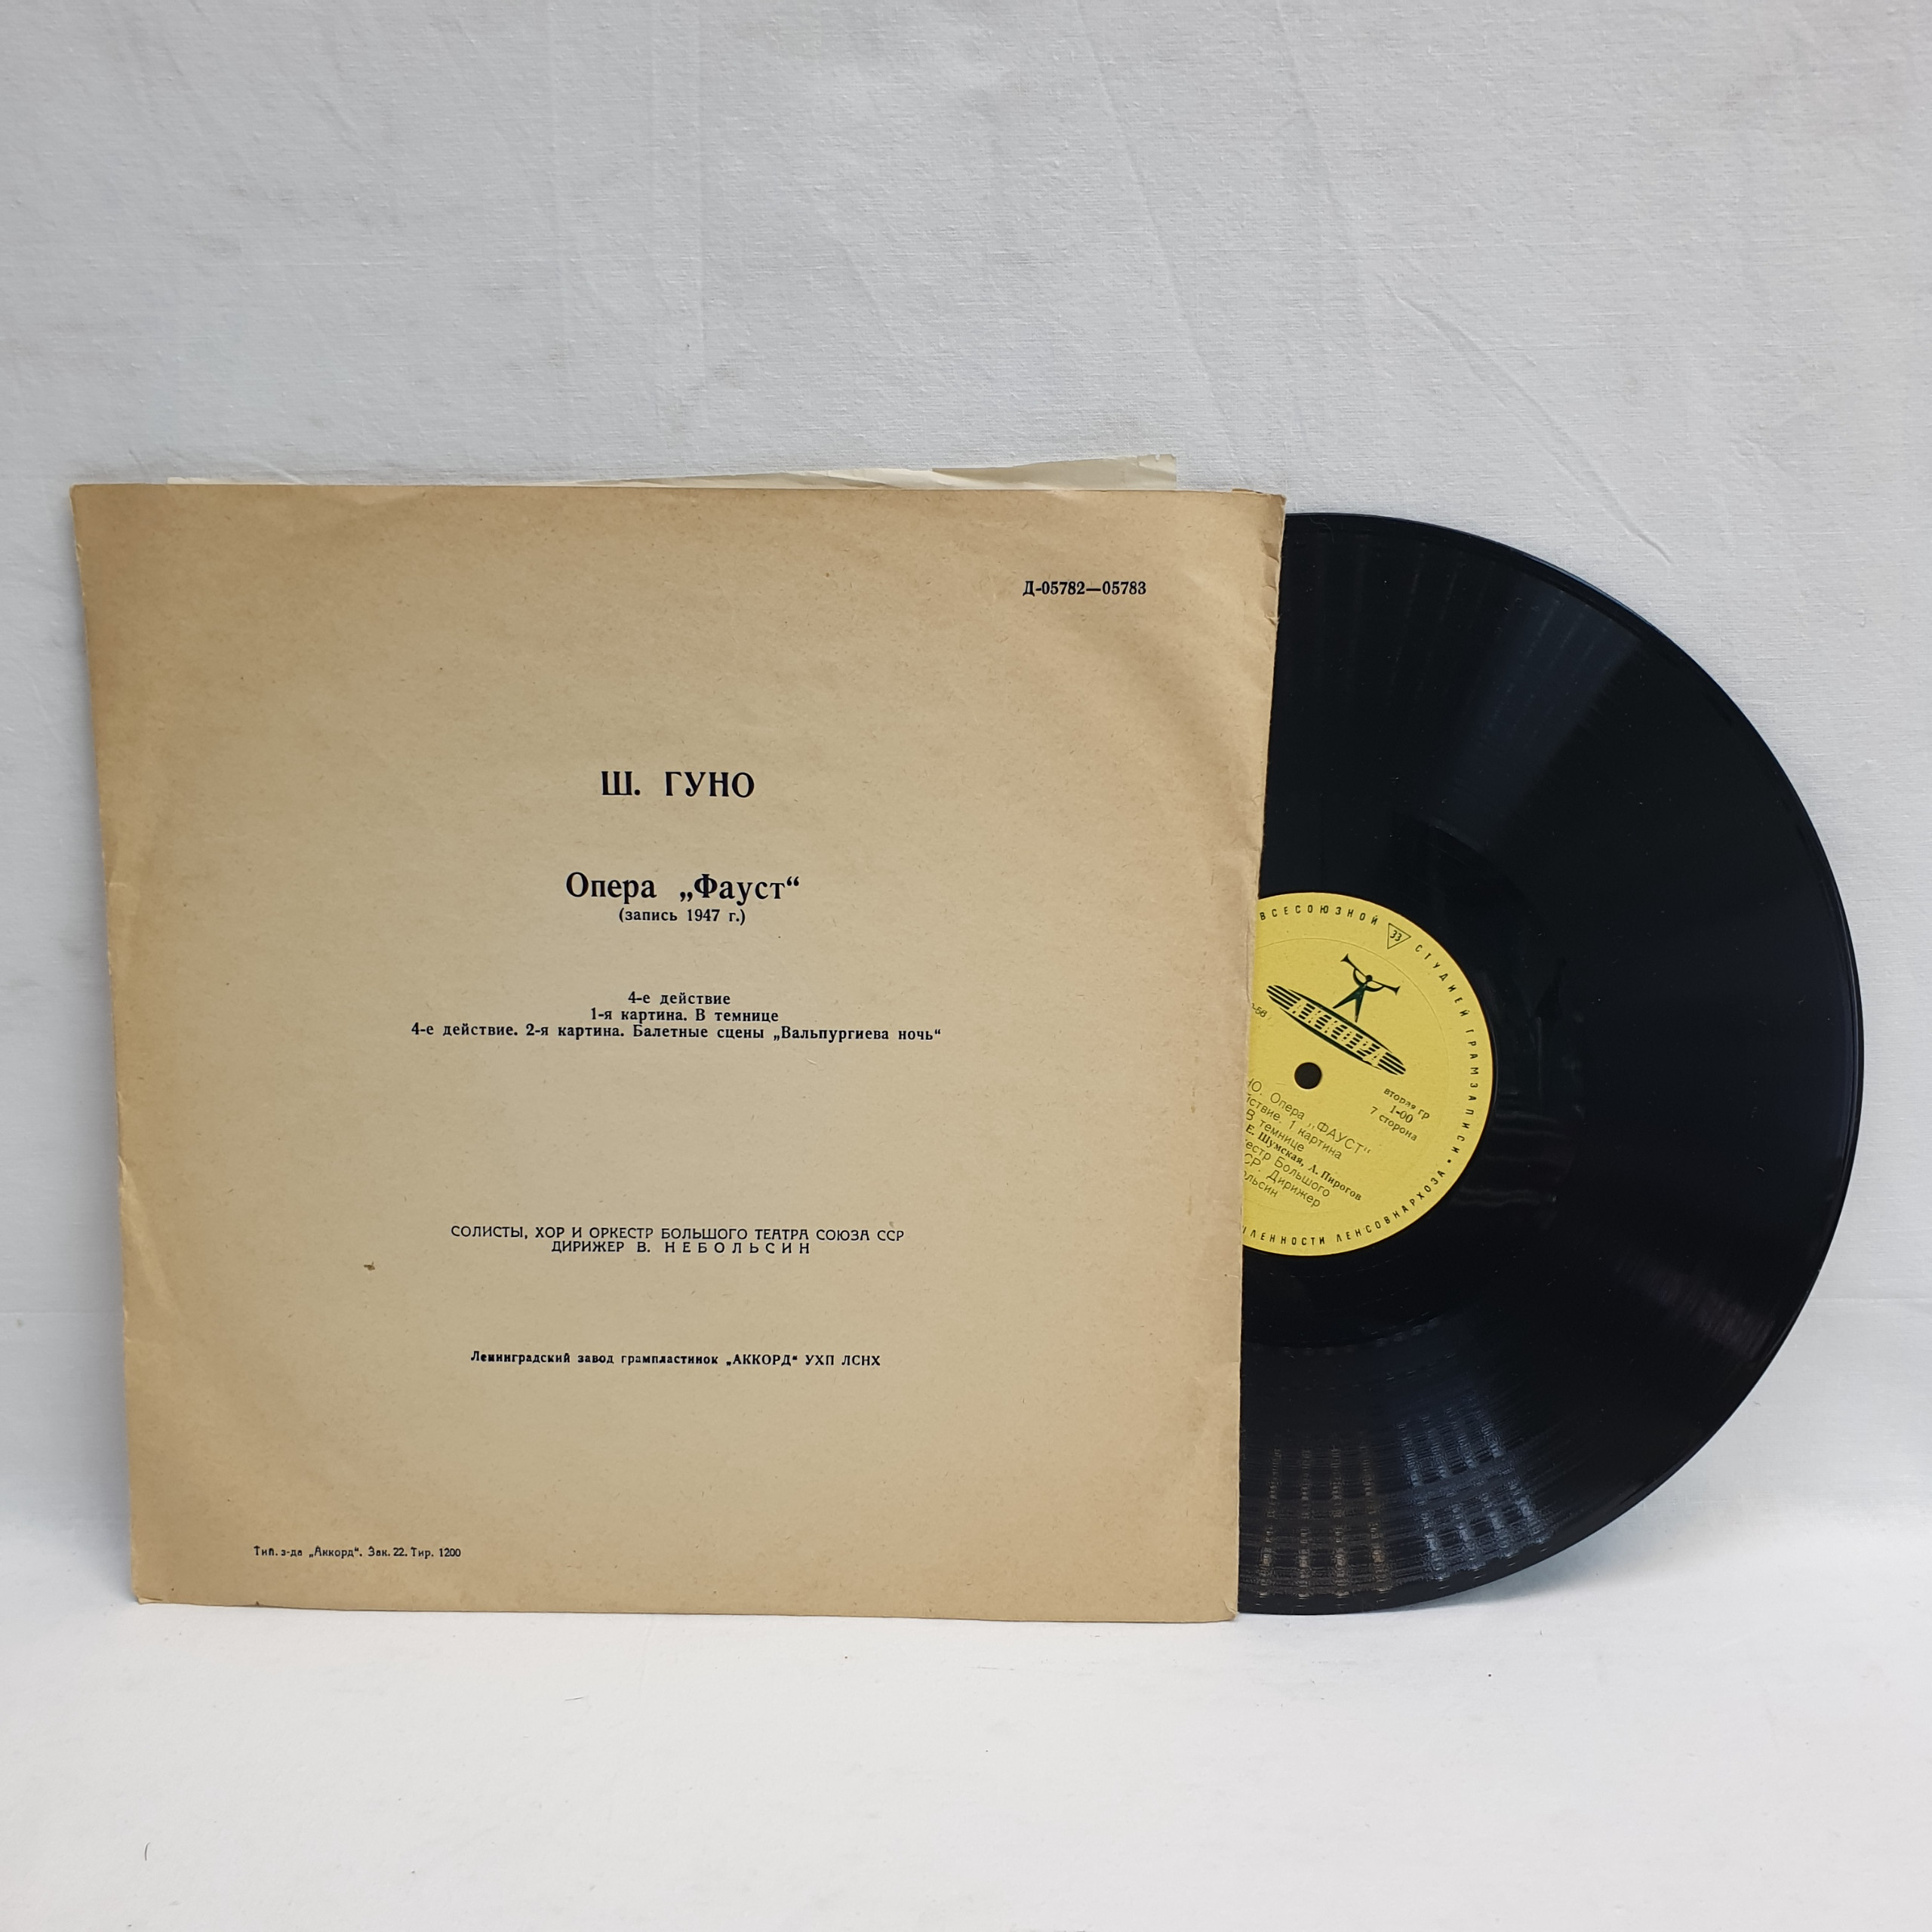 Д-05782—05783
Ш. ГУНО
Опера „Фауст“
(запись 1947 г.)
4-е действие
1-я картина. В темнице
4-е действие. 2-я картина. Балетные сцены „Вальпургиева ночь“
СОЛИСТЫ, ХОР И ОРКЕСТР БОЛЬШОГО ТЕАТРА СОЮЗА ССР
ДИРИЖЕР В. НЕБОЛЬСИН
Ленинградский завод грампластинок „АККОРД“ УХП ЛСНХ
Тип. з-да „Аккорд“. Зак. 22. Тир. 1200
ВСЕСОЮЗНОЙ 33 СТУДИЕЙ ГРАМЗАПИСИ •
ЛЕНСОВНАРХОЗА
вторая гр
1-00
7 сторона
Опера „ФАУСТ“
1 картина
В темнице
Е. Шумская, А. Пирогов
Большого
Дирижер